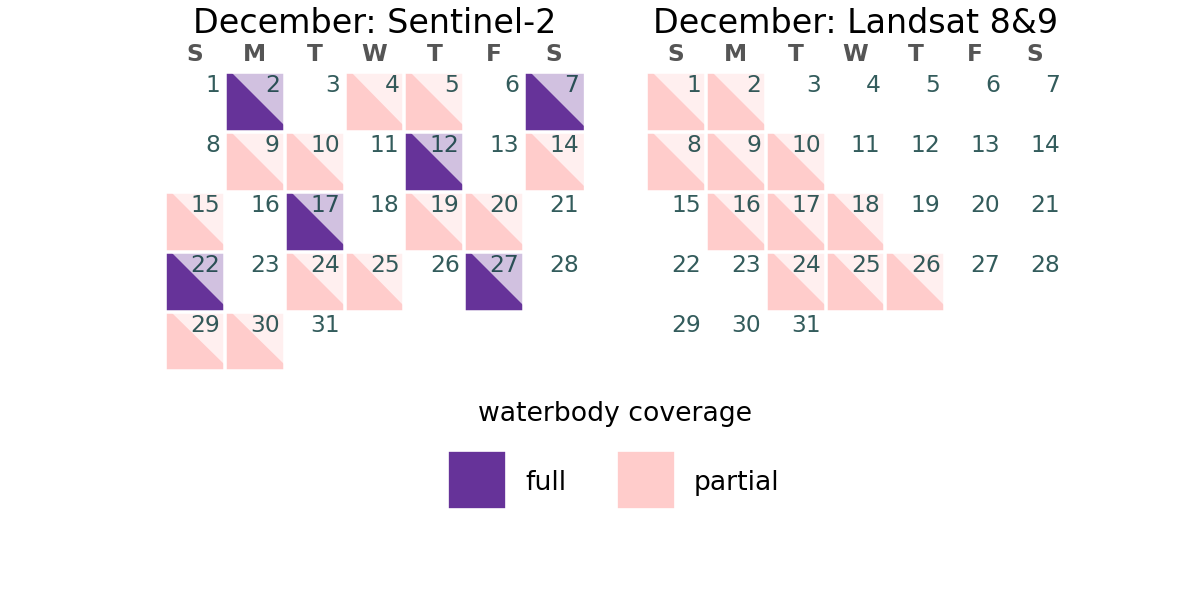 December: Sentinel-2
S M T W T F S
1 2 3 4 5 6 7
8 9 10 11 12 13 14
15 16 17 18 19 20 21
22 23 24 25 26 27 28
29 30 31
December: Landsat 8&9
S M T W T F S
1 2 3 4 5 6 7
8 9 10 11 12 13 14
15 16 17 18 19 20 21
22 23 24 25 26 27 28
29 30 31
waterbody coverage
full
partial